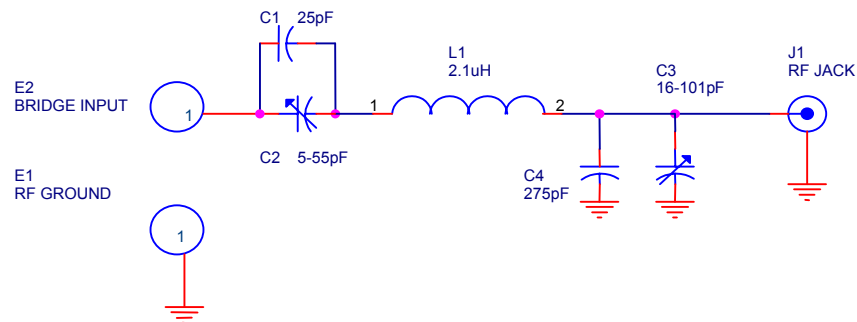 C1 25pF
L1
2.1uH
J1
RF JACK
C3
16-101pF
E2
BRIDGE INPUT
1
1
2
C2 5-55pF
E1
RF GROUND
C4
275pF
1